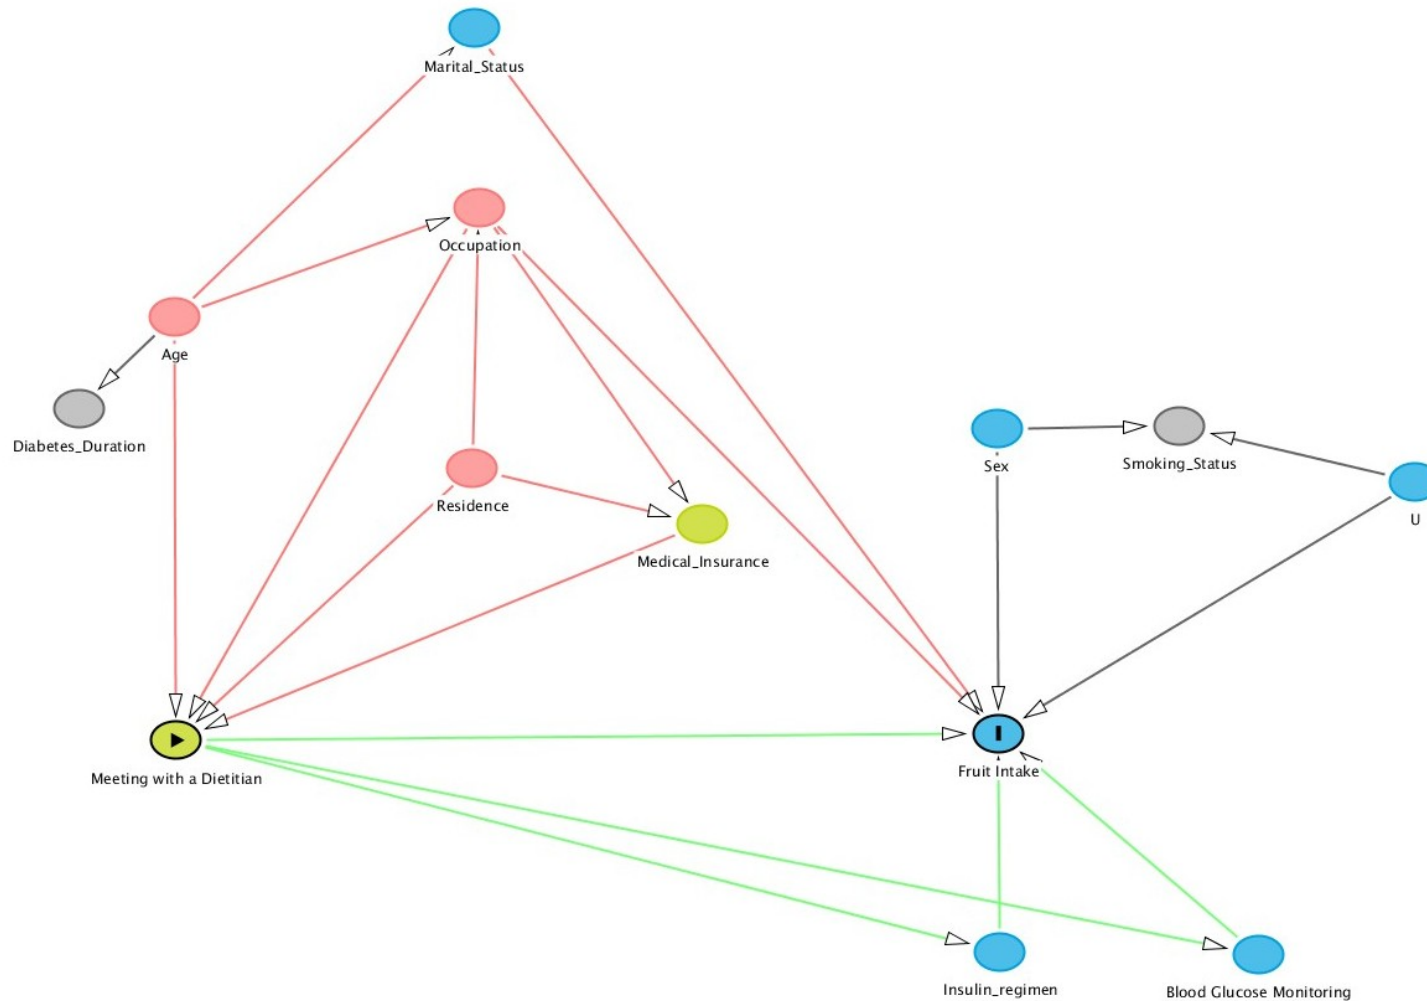 Marital_Status
Occupation
Age
Diabetes_Duration
Sex
Smoking_Status
U
Residence
Medical_Insurance
Meeting with a Dietitian
Fruit Intake
Insulin_regimen
Blood Glucose Monitoring